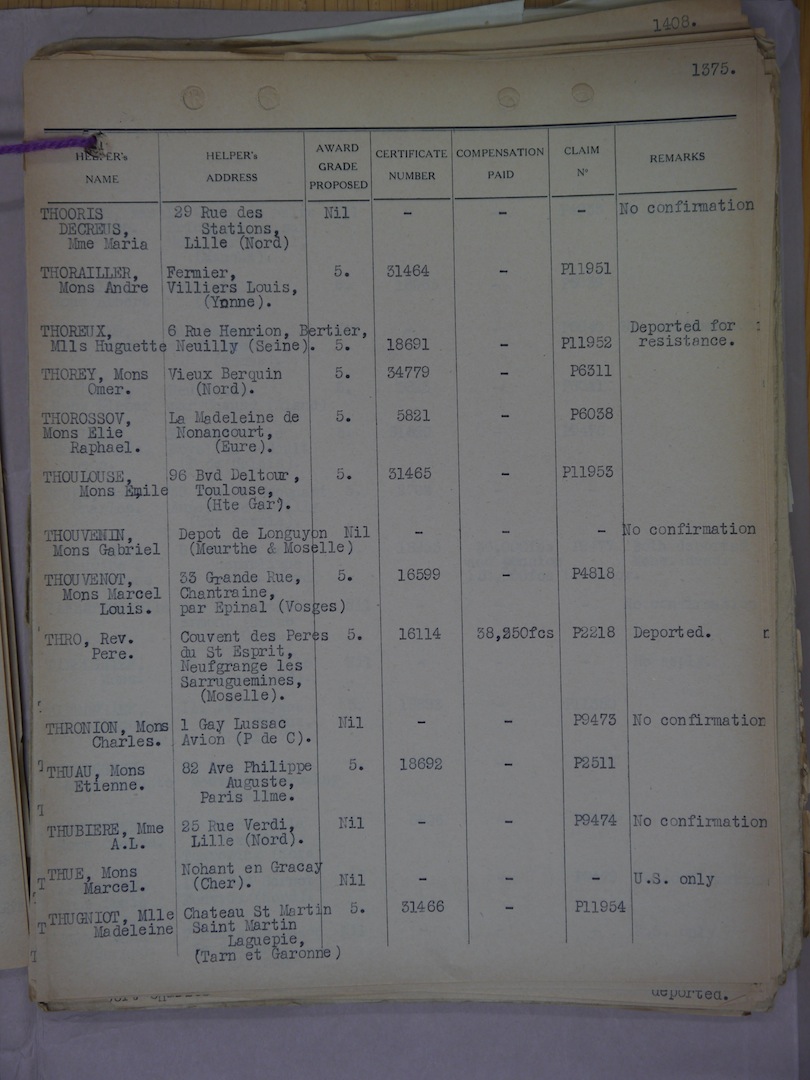 1408.
1375.
HELPER's NAME HELPER's ADDRESS AWARD GRADE PROPOSED CERTIFICATE NUMBER COMPENSATION PAID CLAIM N° REMARKS
THOORIS 29 Rue des Nil - - - No confirmation
DECREUS, Stations,
Mme Maria Lille (Nord)
THORAILLER, Fermier, 5. 31464 - P11951
Mons Andre Villiers Louis,
(Yonne).
THOREUX, 6 Rue Henrion, Bertier, Deported for
Mlls Huguette Neuilly (Seine). 5. 18691 - P11952 resistance.
THOREY, Mons Vieux Berquin 5. 34779 - P6311
Omer. (Nord).
THOROSSOV, La Madeleine de 5. 5821 - P6038
Mons Elie Nonancourt,
Raphael. (Eure).
THOULOUSE, 96 Bvd Deltour, 5. 31465 - P11953
Mons Emile Toulouse,
(Hte Gar).
THOUVENIN, Depot de Longuyon Nil - - - No confirmation
Mons Gabriel (Meurthe & Moselle)
THOUVENOT, 33 Grande Rue, 5. 16599 - P4818
Mons Marcel Chantraine,
Louis. par Epinal (Vosges)
THRO, Rev. Couvent des Peres 5. 16114 38,250fcs P2218 Deported.
Pere. du St Esprit,
Neufgrange les
Sarruguemines,
(Moselle).
THRONION, Mons 1 Gay Lussac Nil - - P9473 No confirmation
Charles. Avion (P de C).
THUAU, Mons 82 Ave Philippe 5. 18692 - P2511
Etienne. Auguste,
Paris 11me.
THUBIERE, Mme 25 Rue Verdi, Nil - - P9474 No confirmation
A.L. Lille (Nord).
THUE, Mons Nohant en Gracay
Marcel. (Cher). Nil - - - U.S. only
THUGNIOT, Mlle Chateau St Martin 5. 31466 - P11954
Madeleine Saint Martin
Laguepie,
(Tarn et Garonne)
deported.